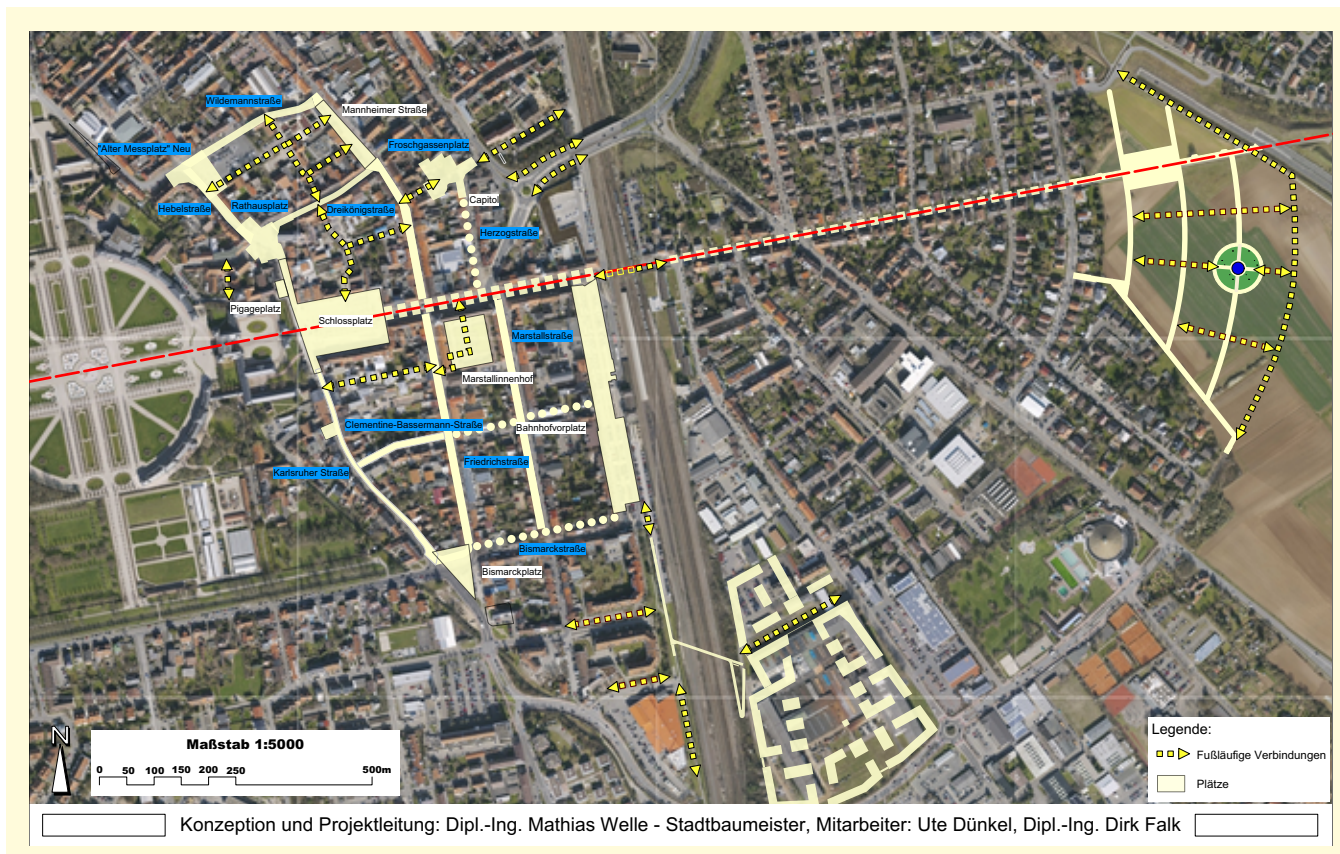 Wildemannstraße
Mannheimer Straße
"Alter Messplatz" Neu
Froschgassenplatz
Hebelstraße
Rathausplatz
Dreikönigstraße
Capitol
Herzogstraße
Pigageplatz
Schlossplatz
Marstallstraße
Marstallinnenhof
Clementine-Bassermann-Straße
Bahnhofvorplatz
Karlsruher Straße
Friedrichstraße
Bismarckstraße
Bismarckplatz
N
Maßstab 1:5000
0 50 100 150 200 250 500m
Legende:
Fußläufige Verbindungen
Plätze
Konzeption und Projektleitung: Dipl.-Ing. Mathias Welle - Stadtbaumeister, Mitarbeiter: Ute Dünkel, Dipl.-Ing. Dirk Falk